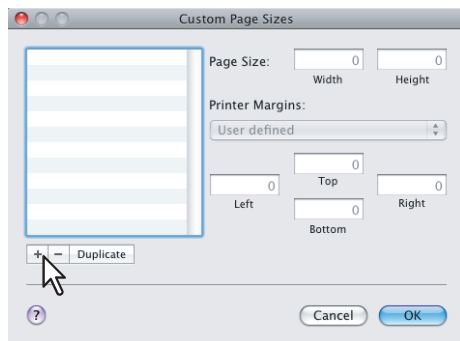 Custom Page Sizes
Page Size: 0 0
Width Height
Printer Margins:
User defined
0
Top
0 0
Left Right
0
Bottom
+ − Duplicate
? Cancel OK